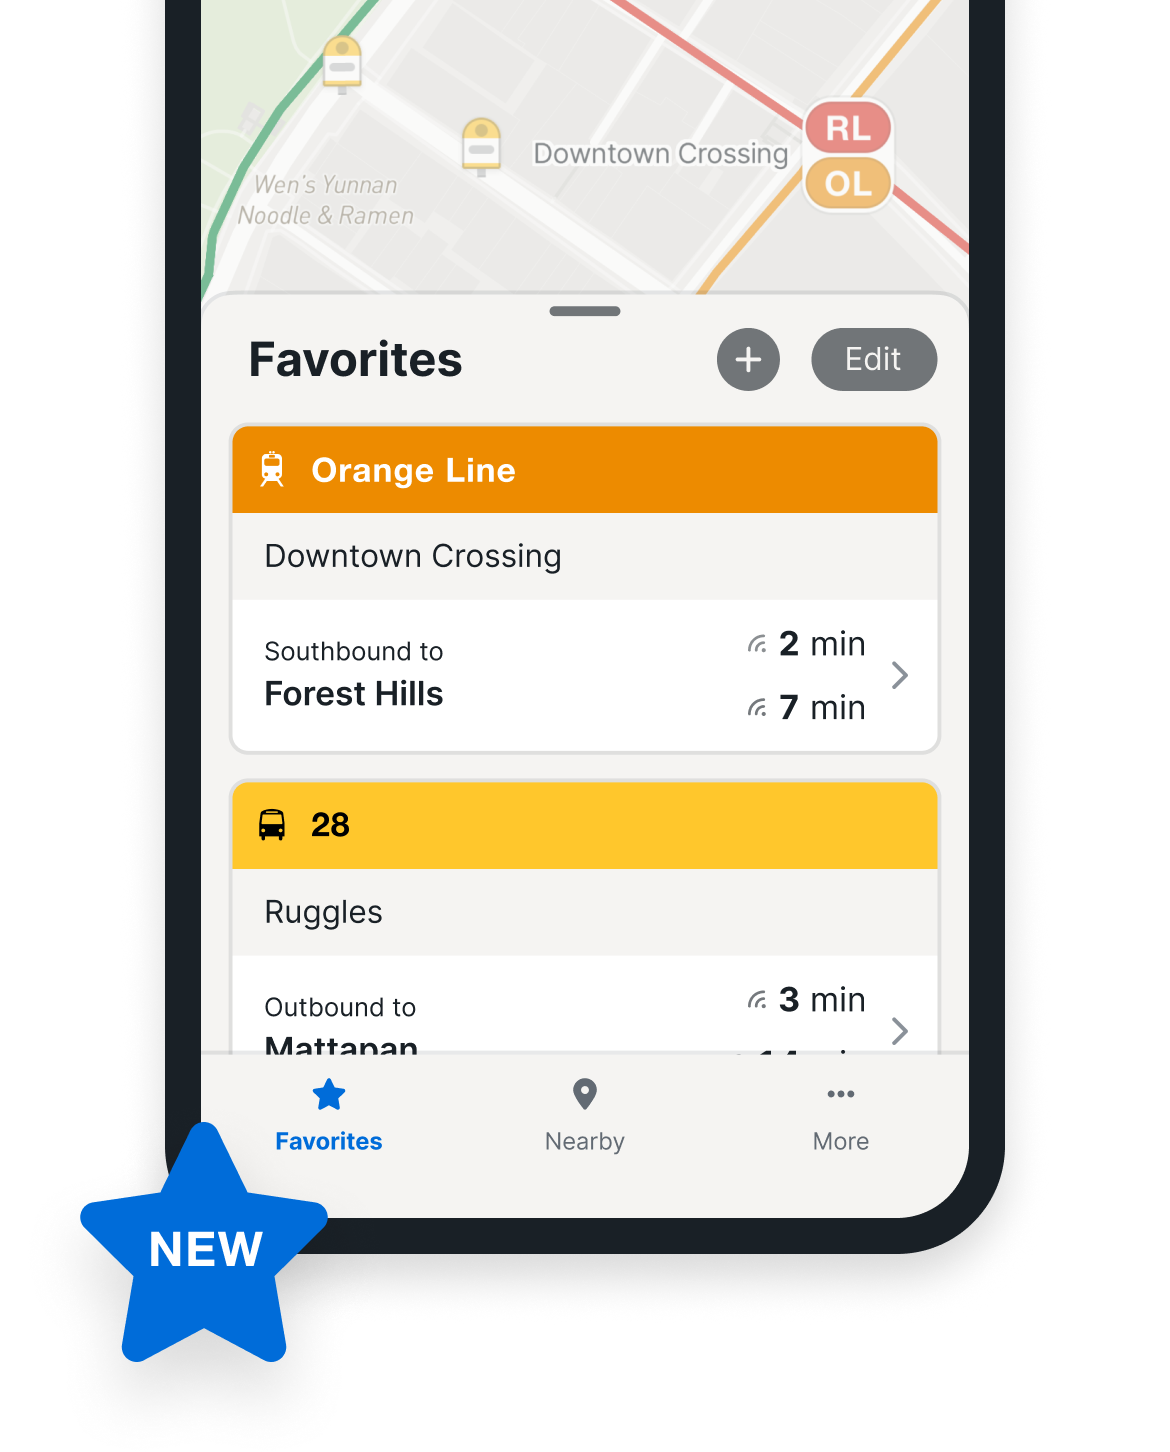 RL
Downtown Crossing
OL
Wen's Yunnan
Noodle & Ramen
Favorites
Edit
Orange Line
Downtown Crossing
Southbound to
Forest Hills
2 min
7 min
28
Ruggles
Outbound to
Mattapan
3 min
Favorites
Nearby
More
NEW